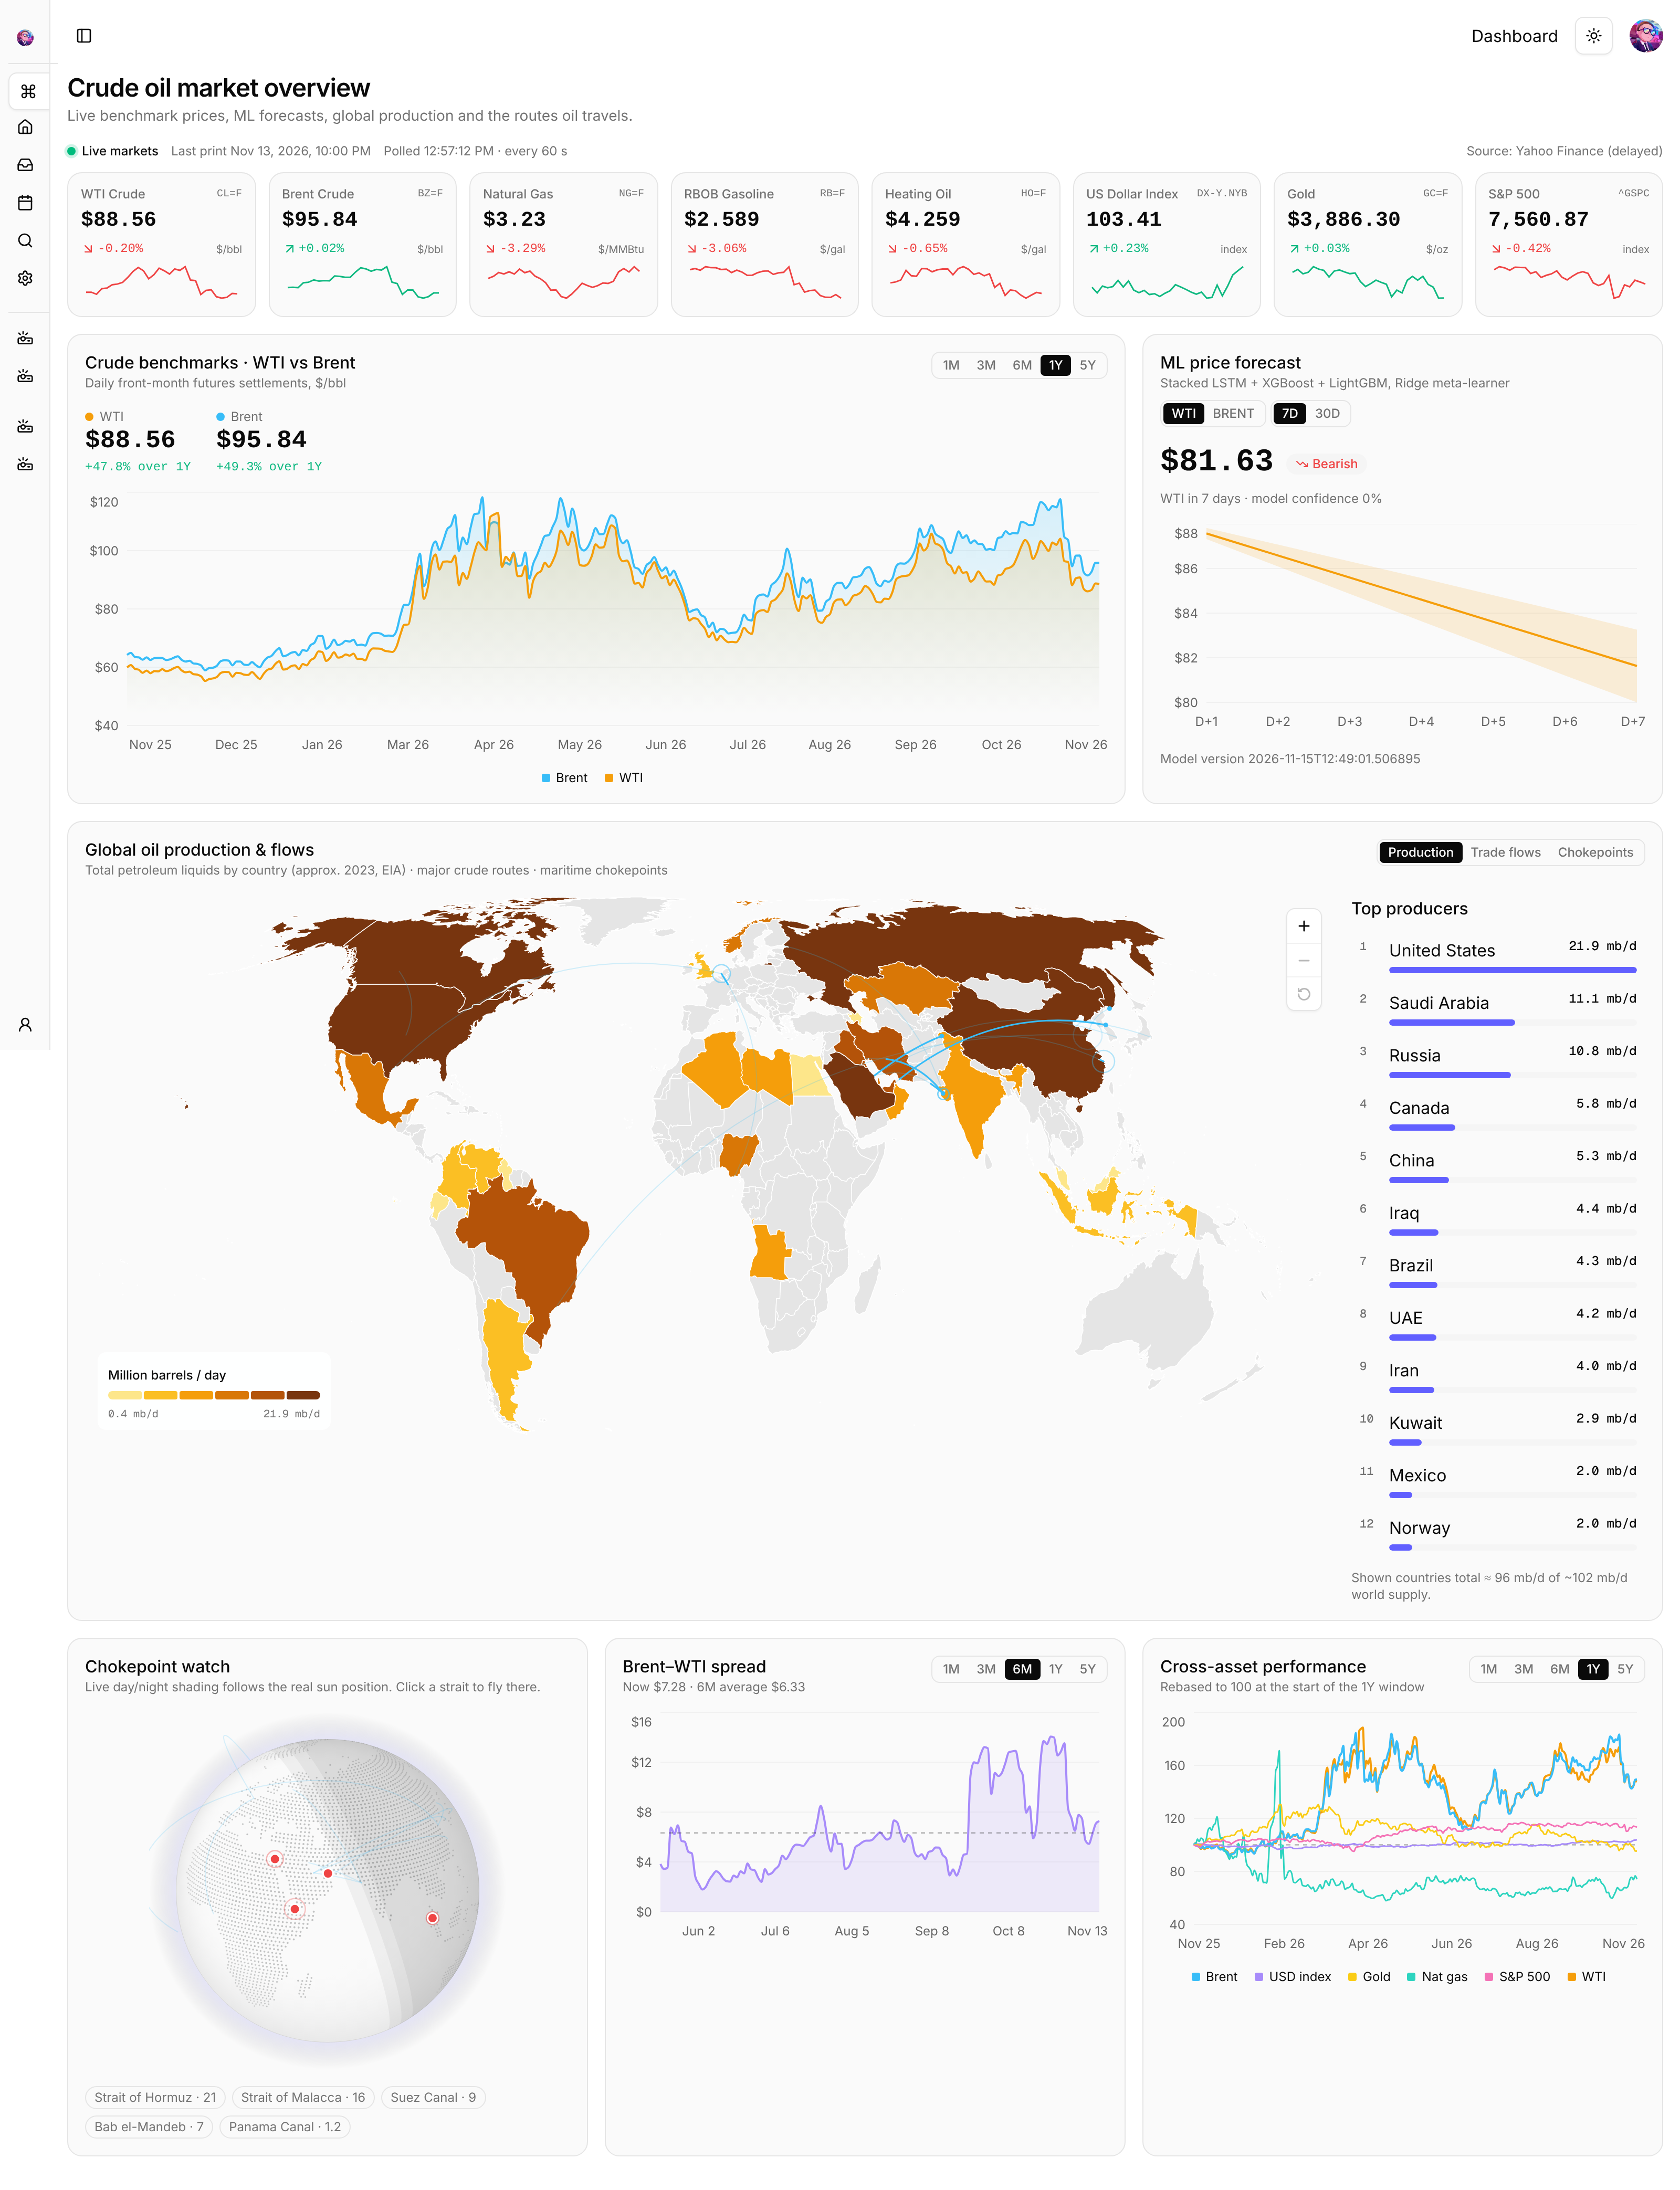 Dashboard
Crude oil market overview
Live benchmark prices, ML forecasts, global production and the routes oil travels.
Live markets Last print Nov 13, 2026, 10:00 PM Polled 12:57:12 PM · every 60 s Source: Yahoo Finance (delayed)
WTI Crude CL=F
$88.56
-0.20% $/bbl
Brent Crude BZ=F
$95.84
+0.02% $/bbl
Natural Gas NG=F
$3.23
-3.29% $/MMBtu
RBOB Gasoline RB=F
$2.589
-3.06% $/gal
Heating Oil HO=F
$4.259
-0.65% $/gal
US Dollar Index DX-Y.NYB
103.41
+0.23% index
Gold GC=F
$3,886.30
+0.03% $/oz
S&P 500 ^GSPC
7,560.87
-0.42% index
Crude benchmarks · WTI vs Brent
Daily front-month futures settlements, $/bbl
1M 3M 6M 1Y 5Y
WTI Brent
$88.56 $95.84
+47.8% over 1Y +49.3% over 1Y
$120
$100
$80
$60
$40
Nov 25 Dec 25 Jan 26 Mar 26 Apr 26 May 26 Jun 26 Jul 26 Aug 26 Sep 26 Oct 26 Nov 26
Brent WTI
ML price forecast
Stacked LSTM + XGBoost + LightGBM, Ridge meta-learner
WTI BRENT 7D 30D
$81.63 Bearish
WTI in 7 days · model confidence 0%
$88
$86
$84
$82
$80
D+1 D+2 D+3 D+4 D+5 D+6 D+7
Model version 2026-11-15T12:49:01.506895
Global oil production & flows
Total petroleum liquids by country (approx. 2023, EIA) · major crude routes · maritime chokepoints
Production Trade flows Chokepoints
Million barrels / day
0.4 mb/d 21.9 mb/d
Top producers
1 United States 21.9 mb/d
2 Saudi Arabia 11.1 mb/d
3 Russia 10.8 mb/d
4 Canada 5.8 mb/d
5 China 5.3 mb/d
6 Iraq 4.4 mb/d
7 Brazil 4.3 mb/d
8 UAE 4.2 mb/d
9 Iran 4.0 mb/d
10 Kuwait 2.9 mb/d
11 Mexico 2.0 mb/d
12 Norway 2.0 mb/d
Shown countries total ≈ 96 mb/d of ~102 mb/d
world supply.
Chokepoint watch
Live day/night shading follows the real sun position. Click a strait to fly there.
Strait of Hormuz · 21 Strait of Malacca · 16 Suez Canal · 9
Bab el-Mandeb · 7 Panama Canal · 1.2
Brent–WTI spread
Now $7.28 · 6M average $6.33
1M 3M 6M 1Y 5Y
$16
$12
$8
$4
$0
Jun 2 Jul 6 Aug 5 Sep 8 Oct 8 Nov 13
Cross-asset performance
Rebased to 100 at the start of the 1Y window
1M 3M 6M 1Y 5Y
200
160
120
80
40
Nov 25 Feb 26 Apr 26 Jun 26 Aug 26 Nov 26
Brent USD index Gold Nat gas S&P 500 WTI